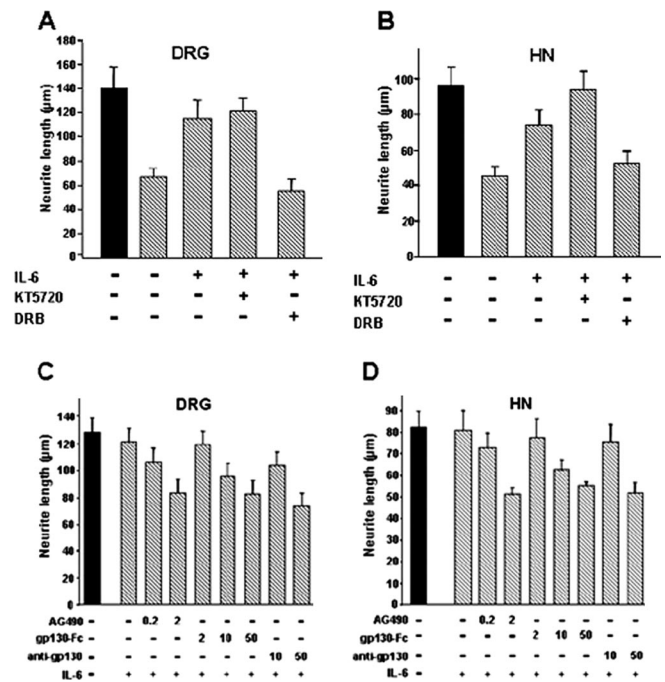 A
DRG
Neurite length (µm)
180
160
140
120
100
80
60
40
20
0
IL-6 - - + + +
KT5720 - - - + -
DRB - - - - +
B
HN
Neurite length (µm)
100
80
60
40
20
0
IL-6 - - + + +
KT5720 - - - + -
DRB - - - - +
C
DRG
Neurite length (µm)
140
120
100
80
60
40
20
0
AG490 - - 0.2 2 - - - - -
gp130-Fc - - - - 2 10 50 - -
anti-gp130 - - - - - - - 10 50
IL-6 - + + + + + + + +
D
HN
Neurite length (µm)
90
80
70
60
50
40
30
20
10
0
AG490 - - 0.2 2 - - - - -
gp130-Fc - - - - 2 10 50 - -
anti-gp130 - - - - - - - 10 50
IL-6 - + + + + + + + +